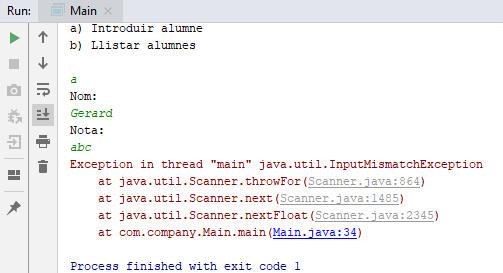 Run: Main
a) Introduir alumne
b) Llistar alumnes
a
Nom:
Gerard
Nota:
abc
Exception in thread "main" java.util.InputMismatchException
at java.util.Scanner.throwFor(Scanner.java:864)
at java.util.Scanner.next(Scanner.java:1485)
at java.util.Scanner.nextFloat(Scanner.java:2345)
at com.company.Main.main(Main.java:34)
Process finished with exit code 1